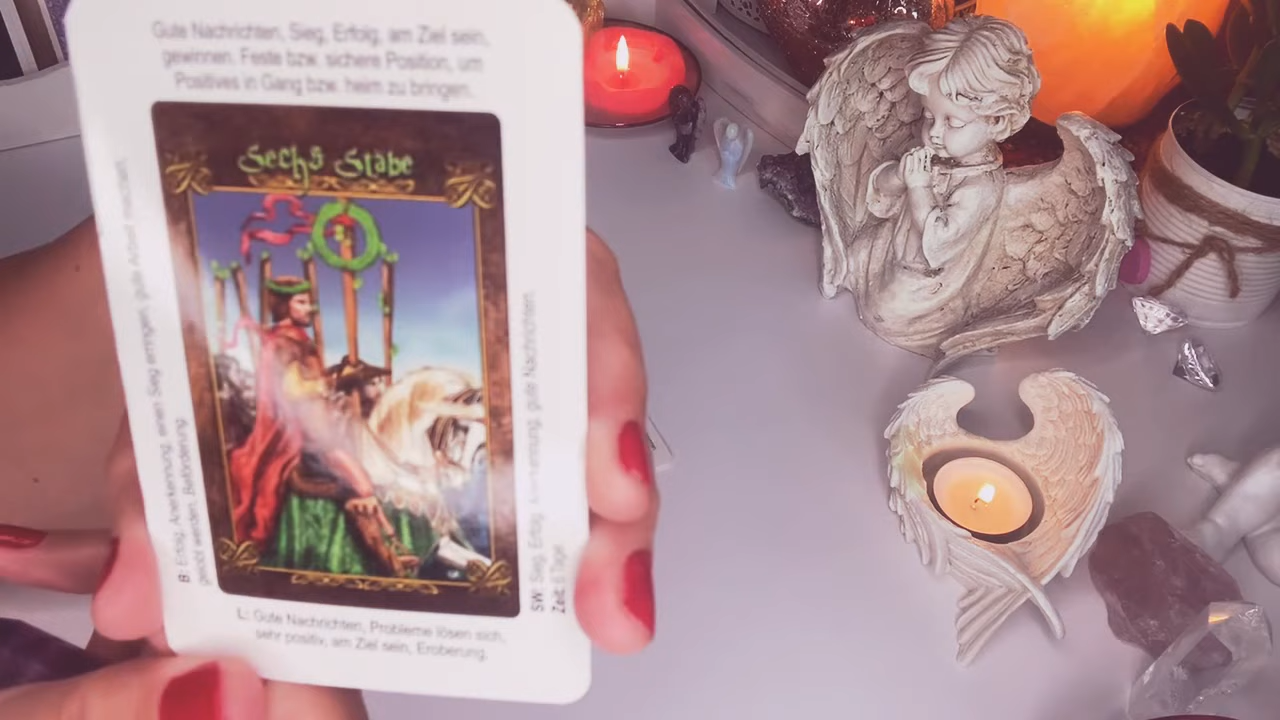 Gute Nachrichten, Sieg, Erfolg, am Ziel sein,
gewinnen. Feste bzw. sichere Position, um
Positives in Gang bzw. heim zu bringen.
Sechs Stäbe
B: Erfolg, Anerkennung, einen Sieg erringen, gute Arbeit machen,
gelobt werden, Beförderung
SW: Sieg, Erfolg, gute Nachrichten.
Zeit: 6 Tage
L: Gute Nachrichten, Probleme lösen sich,
sehr positiv, am Ziel sein, Eroberung.